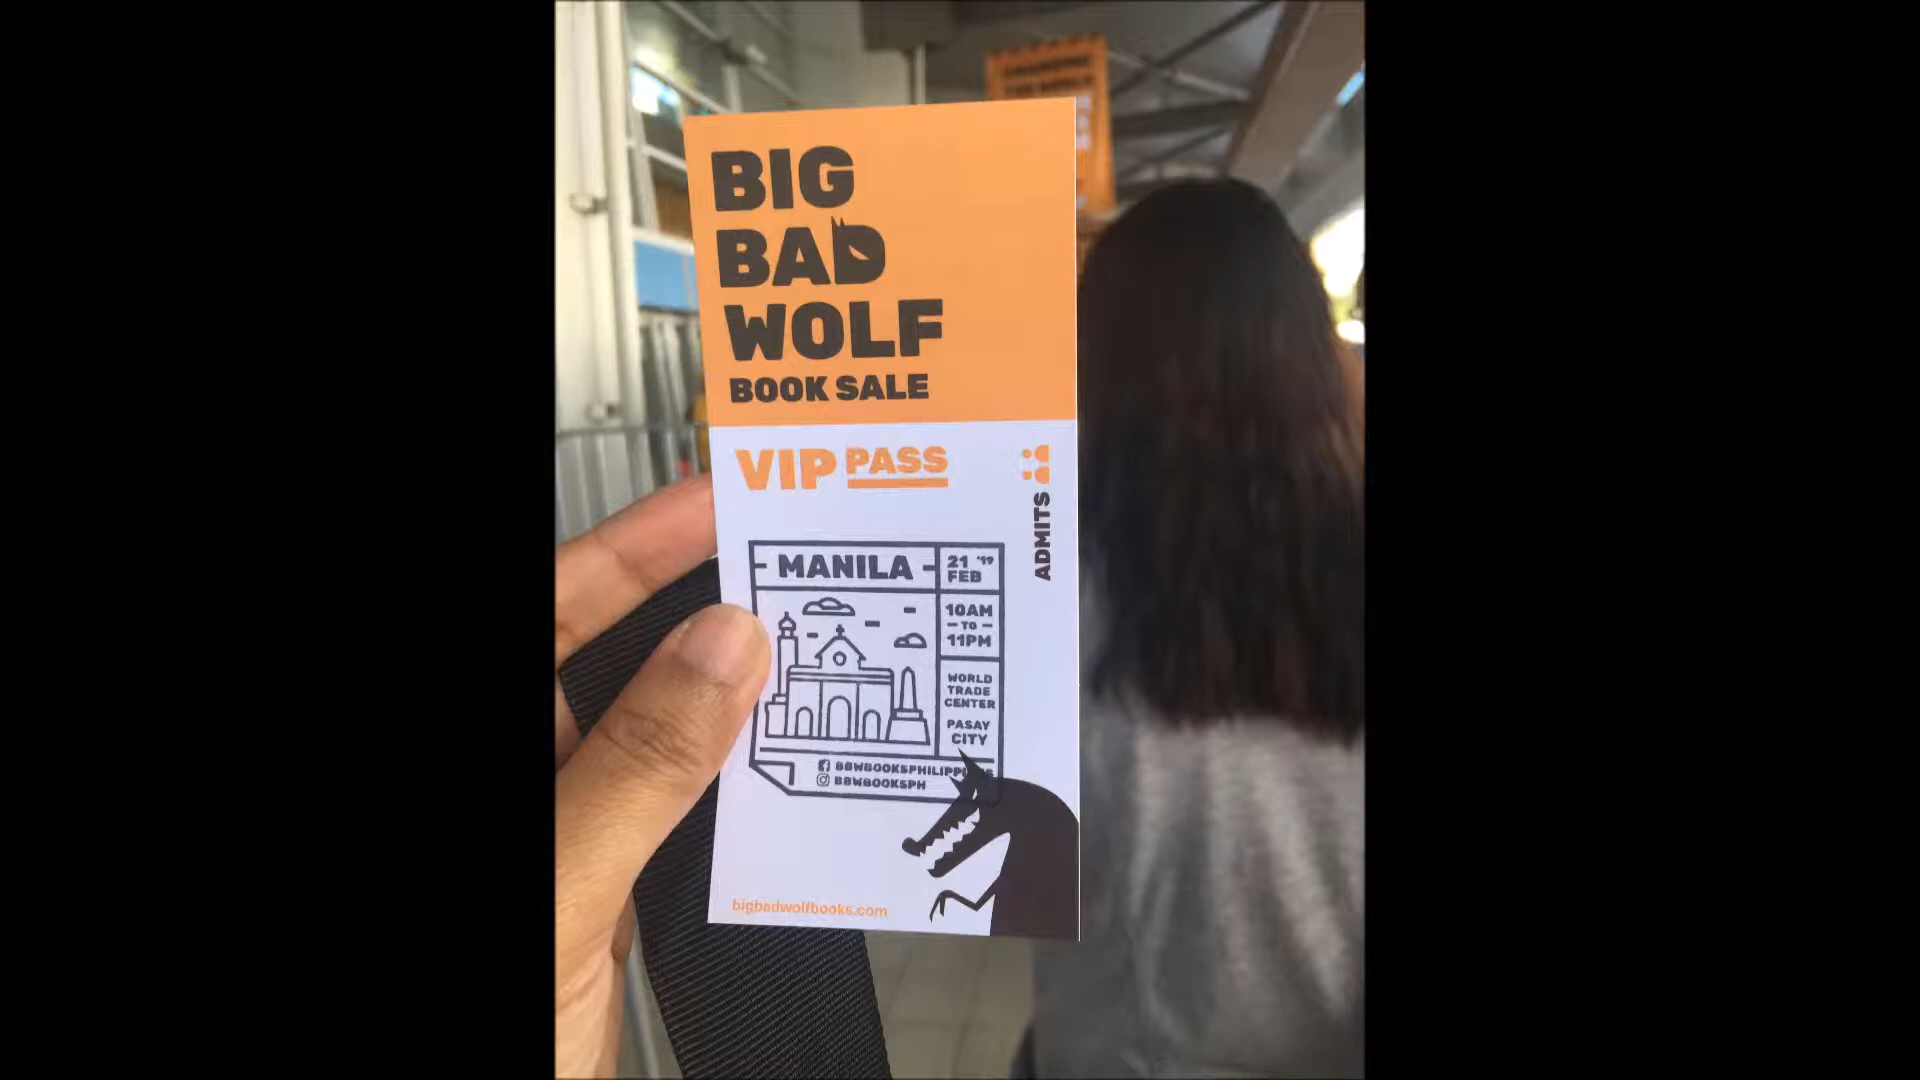 BIG
BAD
WOLF
BOOK SALE
VIP PASS
ADMITS
MANILA
21 '19
FEB
10AM
TO
11PM
WORLD
TRADE
CENTER
PASAY
CITY
BBWBOOKSPHILIPPINES
BBWBOOKSPH
bigbadwolfbooks.com